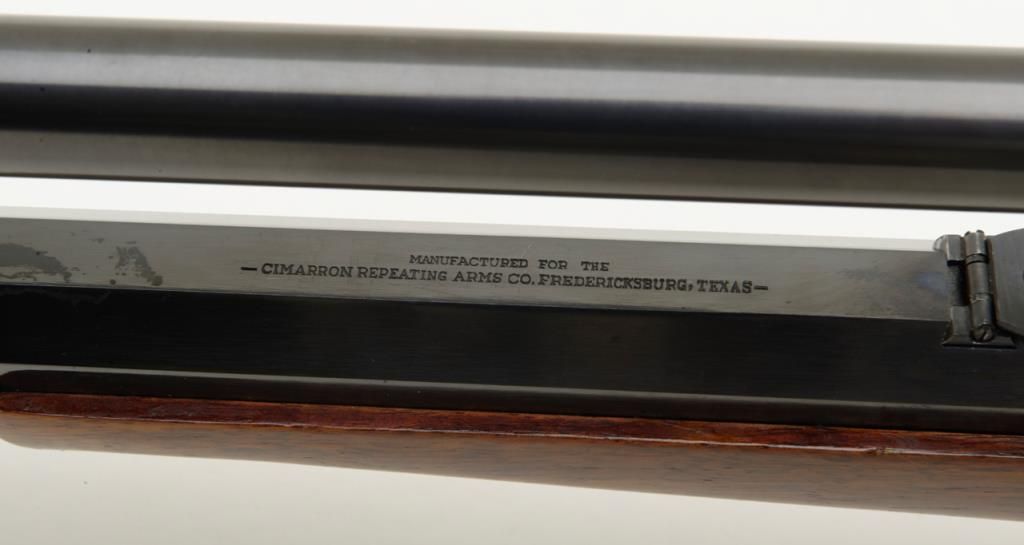 MANUFACTURED FOR THE
— CIMARRON REPEATING ARMS CO. FREDERICKSBURG, TEXAS —